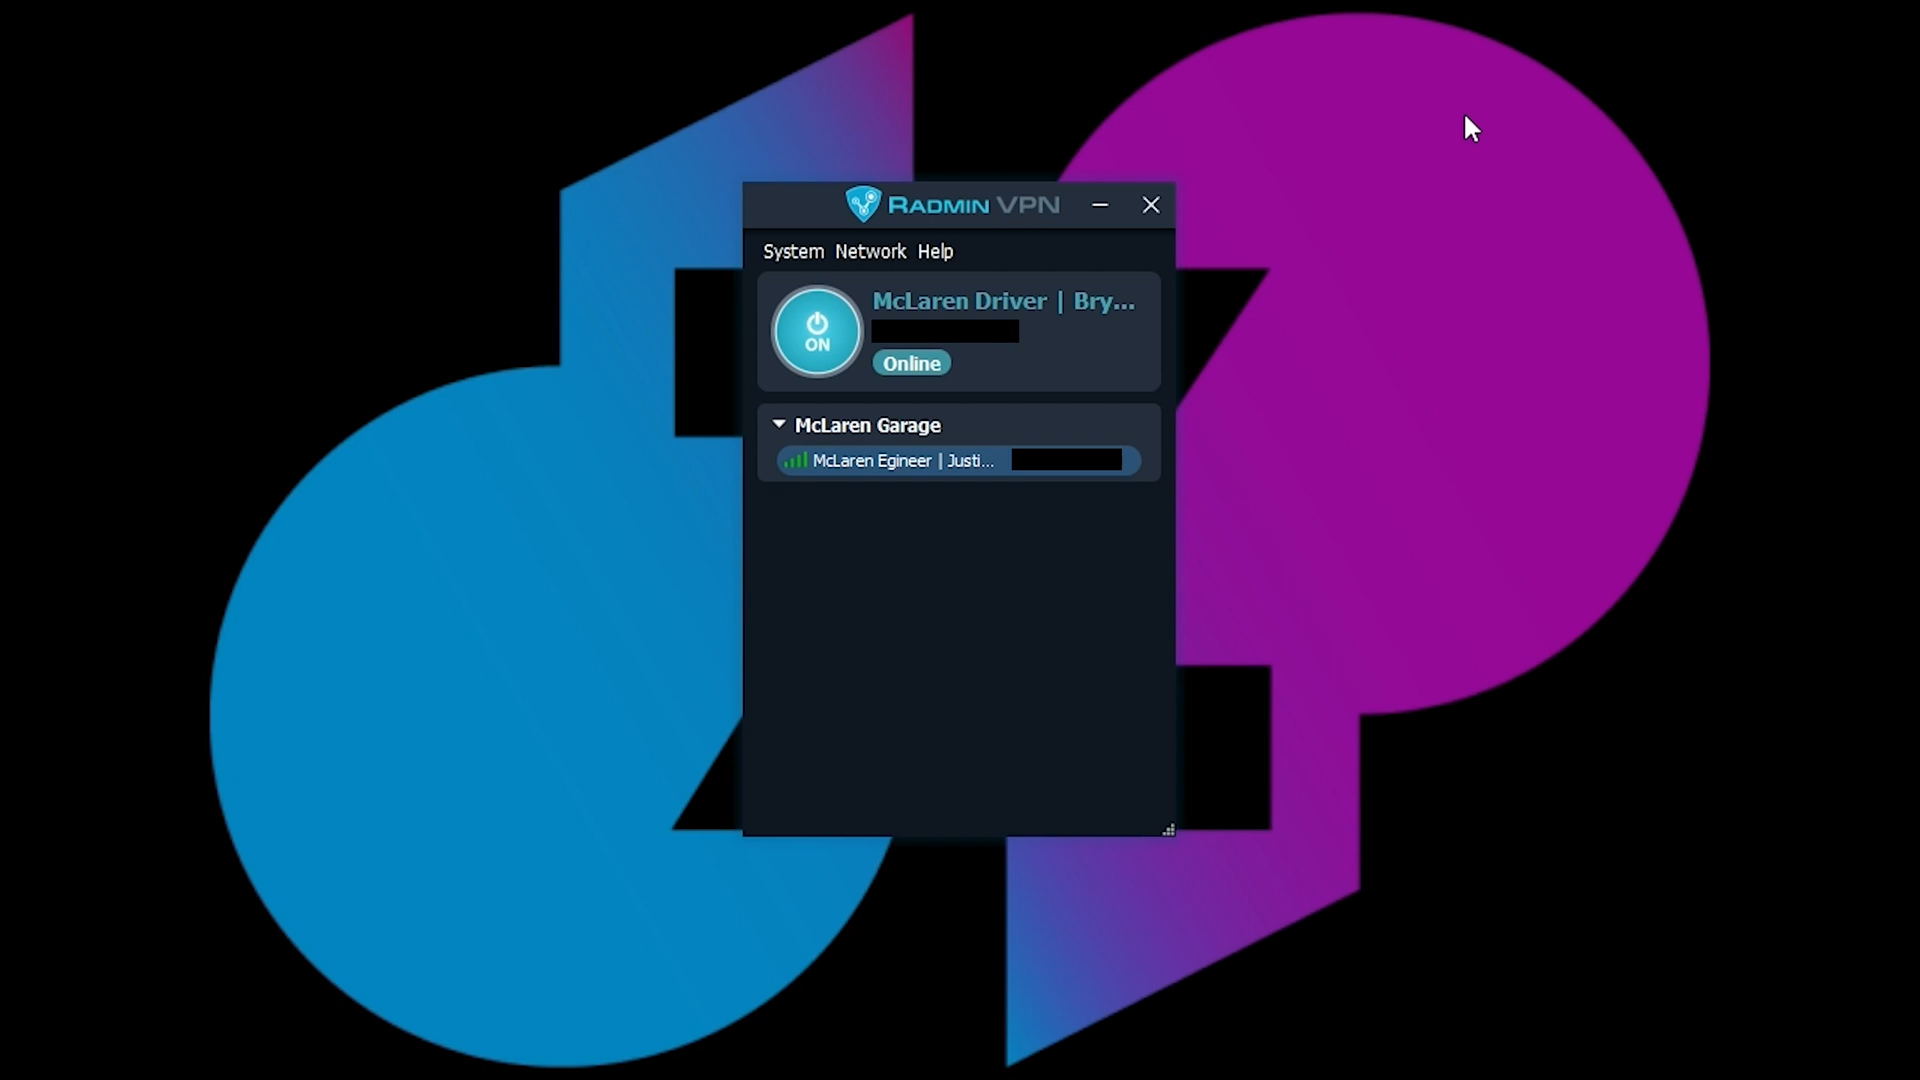 RADMIN VPN
System Network Help
McLaren Driver | Bry...
ON
Online
McLaren Garage
McLaren Egineer | Justi...